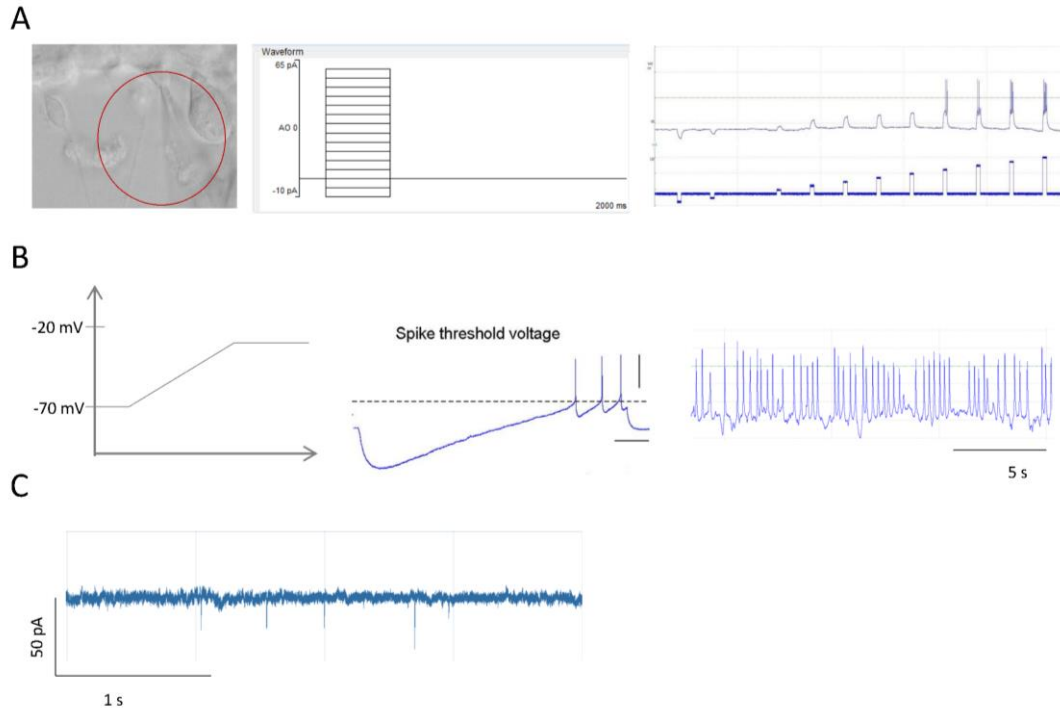 A
Waveform
65 pA
AO 0
-10 pA
2000 ms
B
-20 mV
-70 mV
Spike threshold voltage
5 s
C
50 pA
1 s